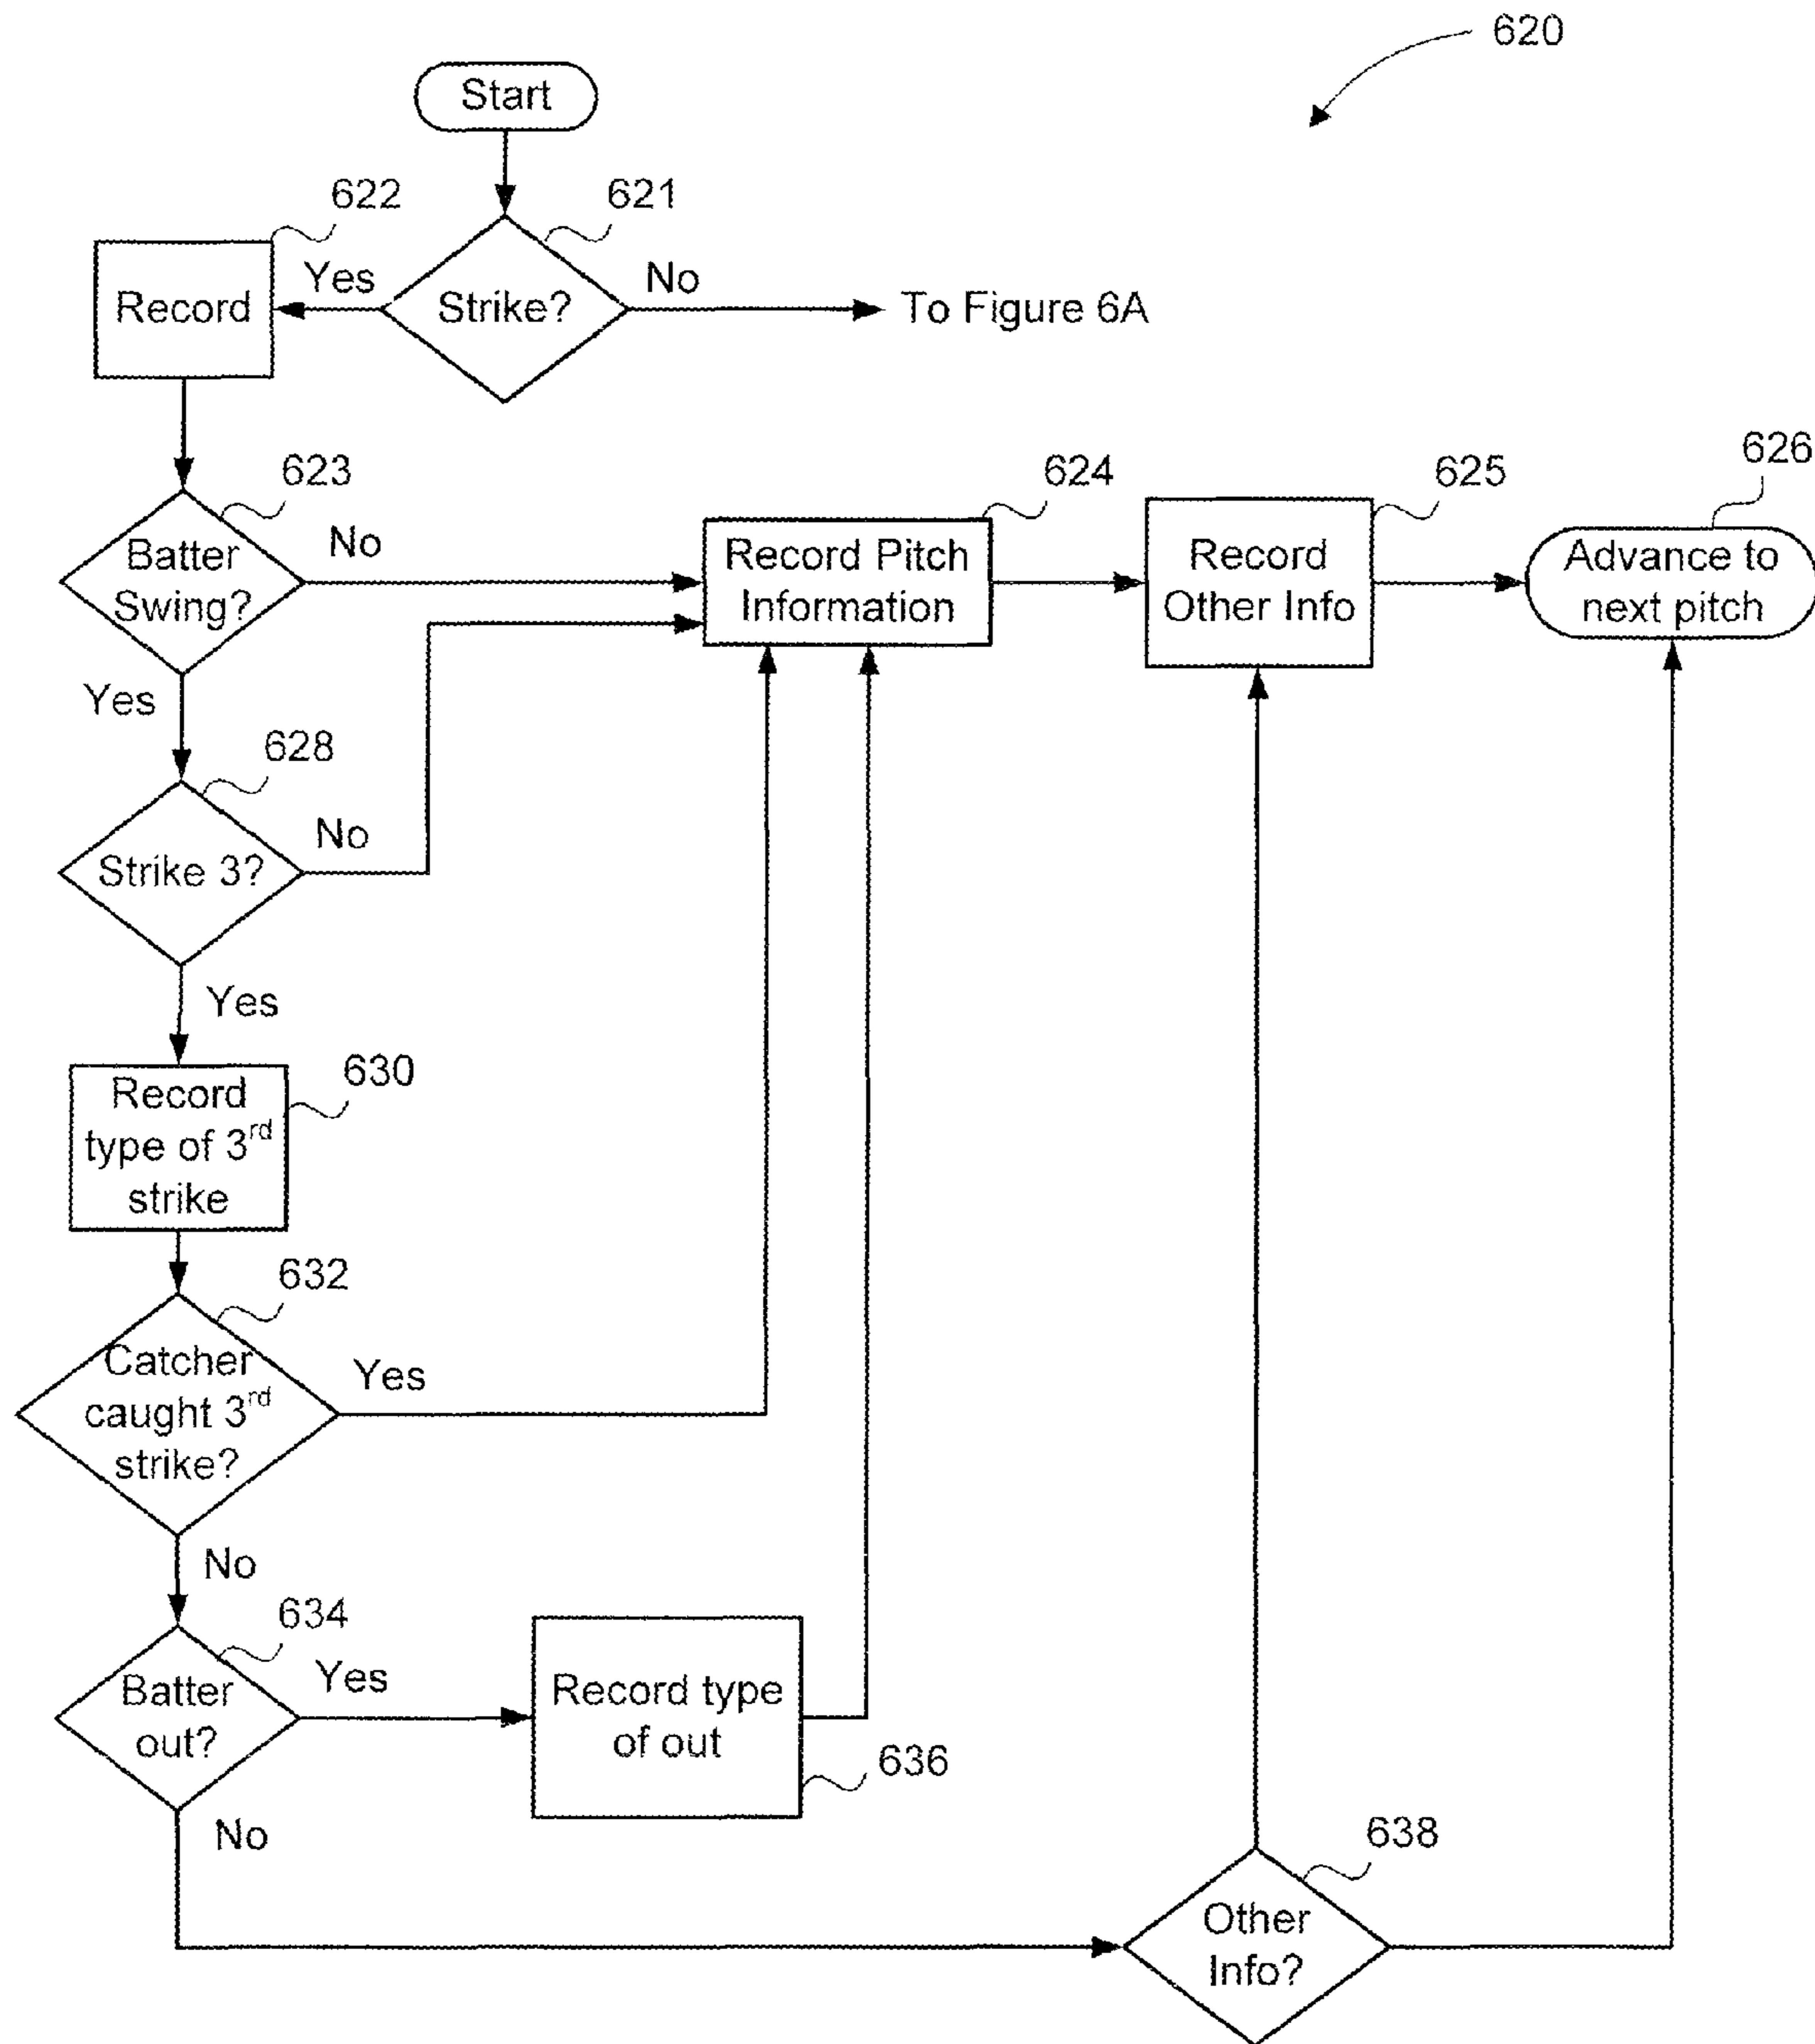 620
Start
622
621
Yes
No
Record
Strike?
To Figure 6A
623
624
625
626
Batter
Swing?
No
Record Pitch
Information
Record
Other Info
Advance to
next pitch
Yes
628
No
Strike 3?
Yes
630
Record
type of 3rd
strike
632
Catcher
caught 3rd
strike?
Yes
No
634
Yes
Batter
out?
Record type
of out
636
No
638
Other
Info?